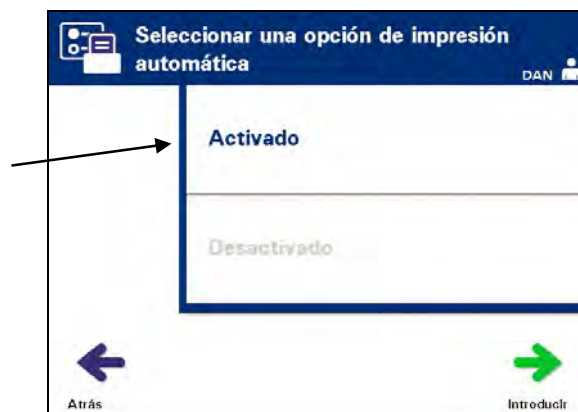 Seleccionar una opción de impresión
automática
DAN
Activado
Desactivado
Atrás
Introducir